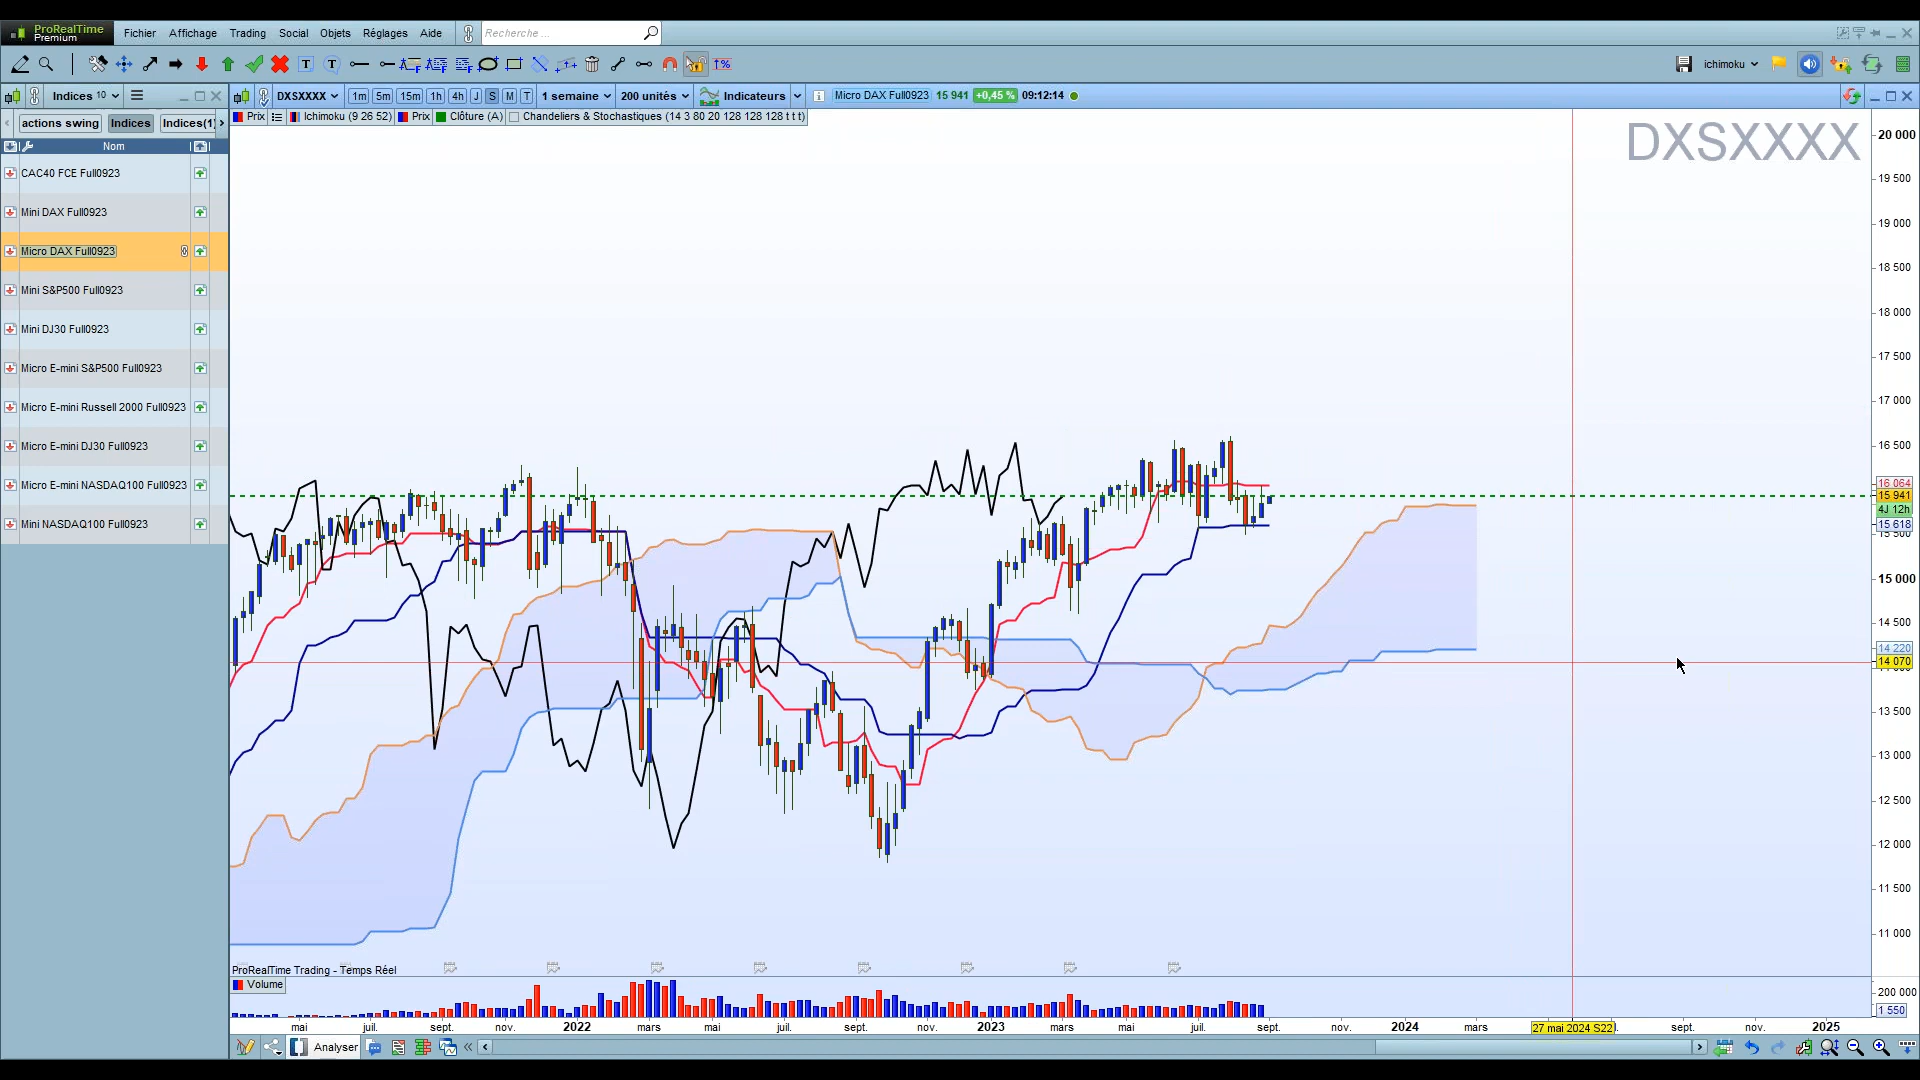 ProRealTime
Premium
Fichier Affichage Trading Social Objets Réglages Aide
Recherche ...
ichimoku
Indices 10
DXSXXXX 1m 5m 15m 1h 4h J S M T 1 semaine 200 unités Indicateurs Micro DAX Full0923 15 941 +0,45 % 09:12:14
actions swing Indices Indices(1)
Prix Ichimoku (9 26 52) Prix Clôture (A) Chandeliers & Stochastiques (14 3 80 20 128 128 128 t t t)
Nom
CAC40 FCE Full0923
Mini DAX Full0923
Micro DAX Full0923
Mini S&P500 Full0923
Mini DJ30 Full0923
Micro E-mini S&P500 Full0923
Micro E-mini Russell 2000 Full0923
Micro E-mini DJ30 Full0923
Micro E-mini NASDAQ100 Full0923
Mini NASDAQ100 Full0923
DXSXXXX
20 000
19 500
19 000
18 500
18 000
17 500
17 000
16 500
16 064
15 941
4J 12h
15 618
15 000
14 500
14 220
14 070
13 500
13 000
12 500
12 000
11 500
11 000
ProRealTime Trading - Temps Réel
Volume
200 000
1 550
mai juil. sept. nov. 2022 mars mai juil. sept. nov. 2023 mars mai juil. sept. nov. 2024 mars 27 mai 2024 S22 sept. nov. 2025
Analyser